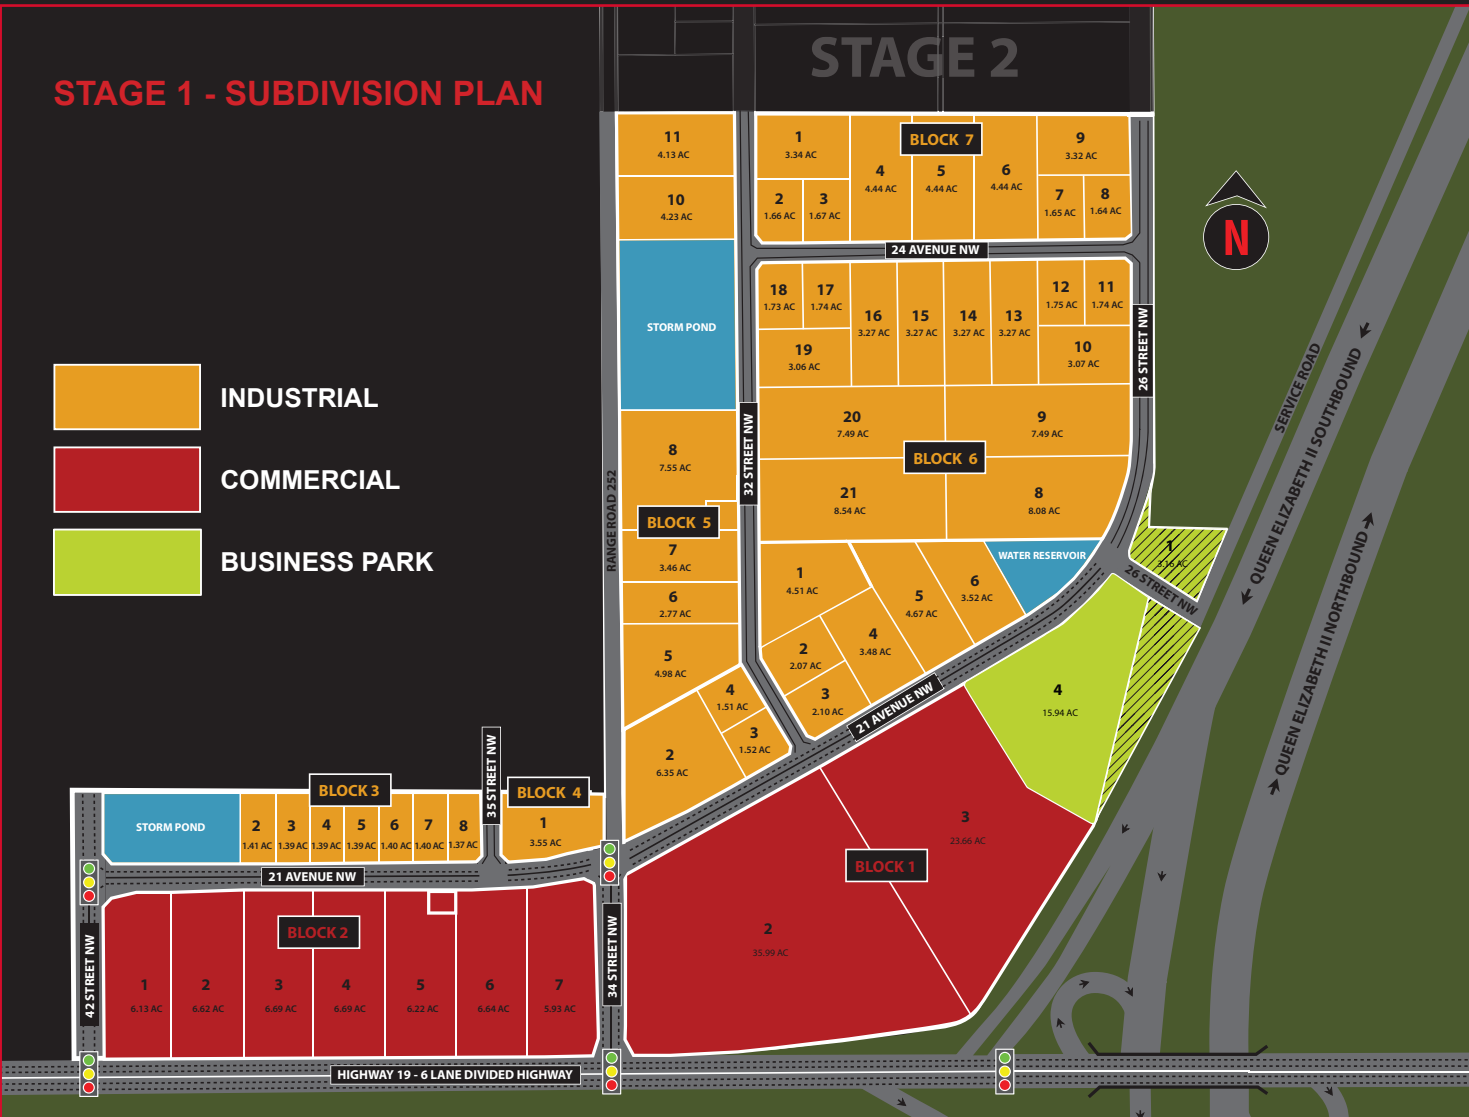 STAGE 2
STAGE 1 - SUBDIVISION PLAN
INDUSTRIAL
COMMERCIAL
BUSINESS PARK
N
11
4.13 AC
10
4.23 AC
STORM POND
8
7.55 AC
BLOCK 5
7
3.46 AC
6
2.77 AC
5
4.98 AC
4
1.51 AC
3
1.52 AC
2
6.35 AC
RANGE ROAD 252
32 STREET NW
BLOCK 7
1
3.34 AC
2
1.66 AC
3
1.67 AC
4
4.44 AC
5
4.44 AC
6
4.44 AC
9
3.32 AC
7
1.65 AC
8
1.64 AC
24 AVENUE NW
26 STREET NW
18
1.73 AC
17
1.74 AC
16
3.27 AC
15
3.27 AC
14
3.27 AC
13
3.27 AC
12
1.75 AC
11
1.74 AC
19
3.06 AC
10
3.07 AC
20
7.49 AC
9
7.49 AC
BLOCK 6
21
8.54 AC
8
8.08 AC
WATER RESERVOIR
1
4.51 AC
2
2.07 AC
3
2.10 AC
4
3.48 AC
5
4.67 AC
6
3.52 AC
21 AVENUE NW
1
3.16 AC
26 STREET NW
4
15.94 AC
SERVICE ROAD
QUEEN ELIZABETH II SOUTHBOUND
QUEEN ELIZABETH II NORTHBOUND
BLOCK 1
3
23.66 AC
2
35.99 AC
BLOCK 3
STORM POND
2
1.41 AC
3
1.39 AC
4
1.39 AC
5
1.39 AC
6
1.40 AC
7
1.40 AC
8
1.37 AC
35 STREET NW
BLOCK 4
1
3.55 AC
21 AVENUE NW
BLOCK 2
1
6.13 AC
2
6.62 AC
3
6.69 AC
4
6.69 AC
5
6.22 AC
6
6.64 AC
7
5.93 AC
42 STREET NW
34 STREET NW
HIGHWAY 19 - 6 LANE DIVIDED HIGHWAY